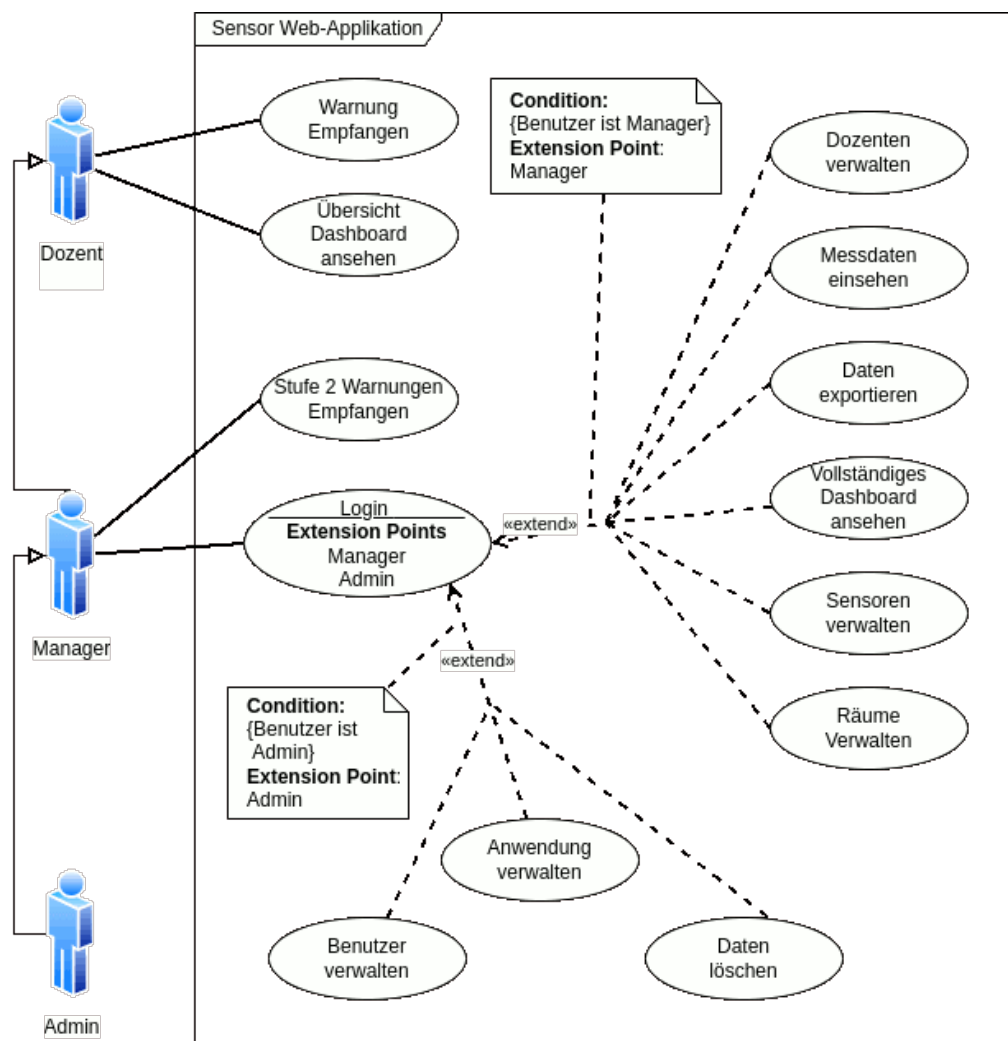 Sensor Web-Applikation
Warnung
Empfangen
Condition:
{Benutzer ist Manager}
Extension Point:
Manager
Dozenten
verwalten
Dozent
Übersicht
Dashboard
ansehen
Messdaten
einsehen
Stufe 2 Warnungen
Empfangen
Daten
exportieren
Login
Extension Points
Manager
Admin
«extend»
Vollständiges
Dashboard
ansehen
Manager
«extend»
Sensoren
verwalten
Condition:
{Benutzer ist
Admin}
Extension Point:
Admin
Räume
Verwalten
Anwendung
verwalten
Benutzer
verwalten
Daten
löschen
Admin